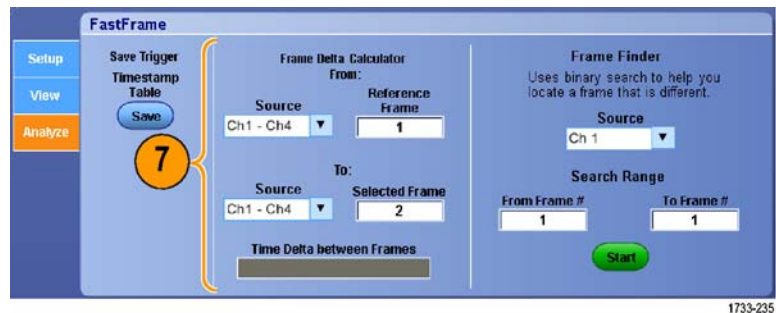 FastFrame
Setup
View
Analyze
Save Trigger
Timestamp
Table
Save
7
Frame Delta Calculator
From:
Source
Reference
Frame
Ch1 - Ch4
1
To:
Source
Selected Frame
Ch1 - Ch4
2
Time Delta between Frames
Frame Finder
Uses binary search to help you
locate a frame that is different.
Source
Ch 1
Search Range
From Frame #
To Frame #
1
1
Start
1733-235